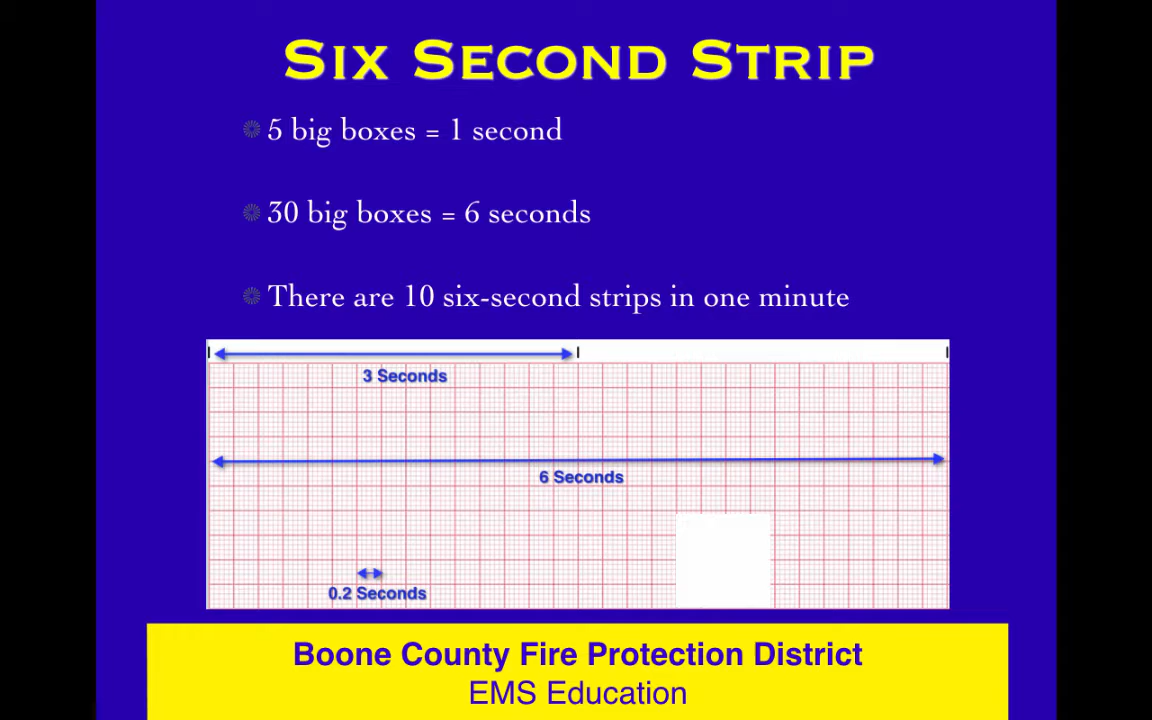 Six Second Strip
5 big boxes = 1 second
30 big boxes = 6 seconds
There are 10 six-second strips in one minute
3 Seconds
6 Seconds
0.2 Seconds
Boone County Fire Protection District
EMS Education